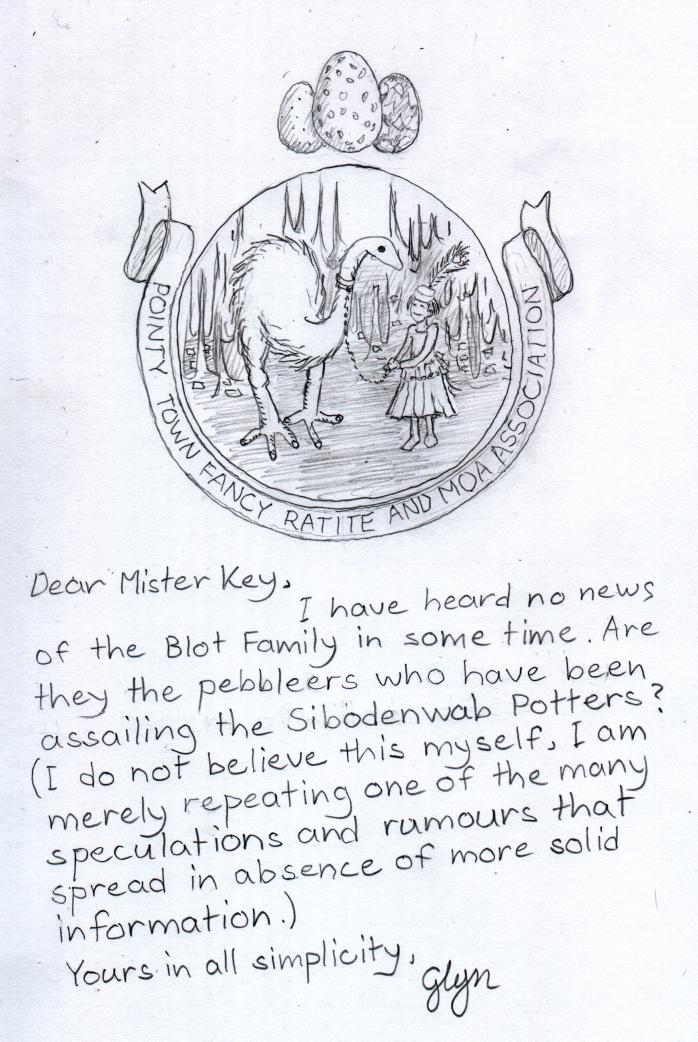 POINTY TOWN FANCY RATITE AND MOA ASSOCIATION
Dear Mister Key,
I have heard no news
of the Blot Family in some time. Are
they the pebbleers who have been
assailing the Sibodenwab Potters?
(I do not believe this myself, I am
merely repeating one of the many
speculations and rumours that
spread in absence of more solid
information.)
Yours in all simplicity,
Glyn